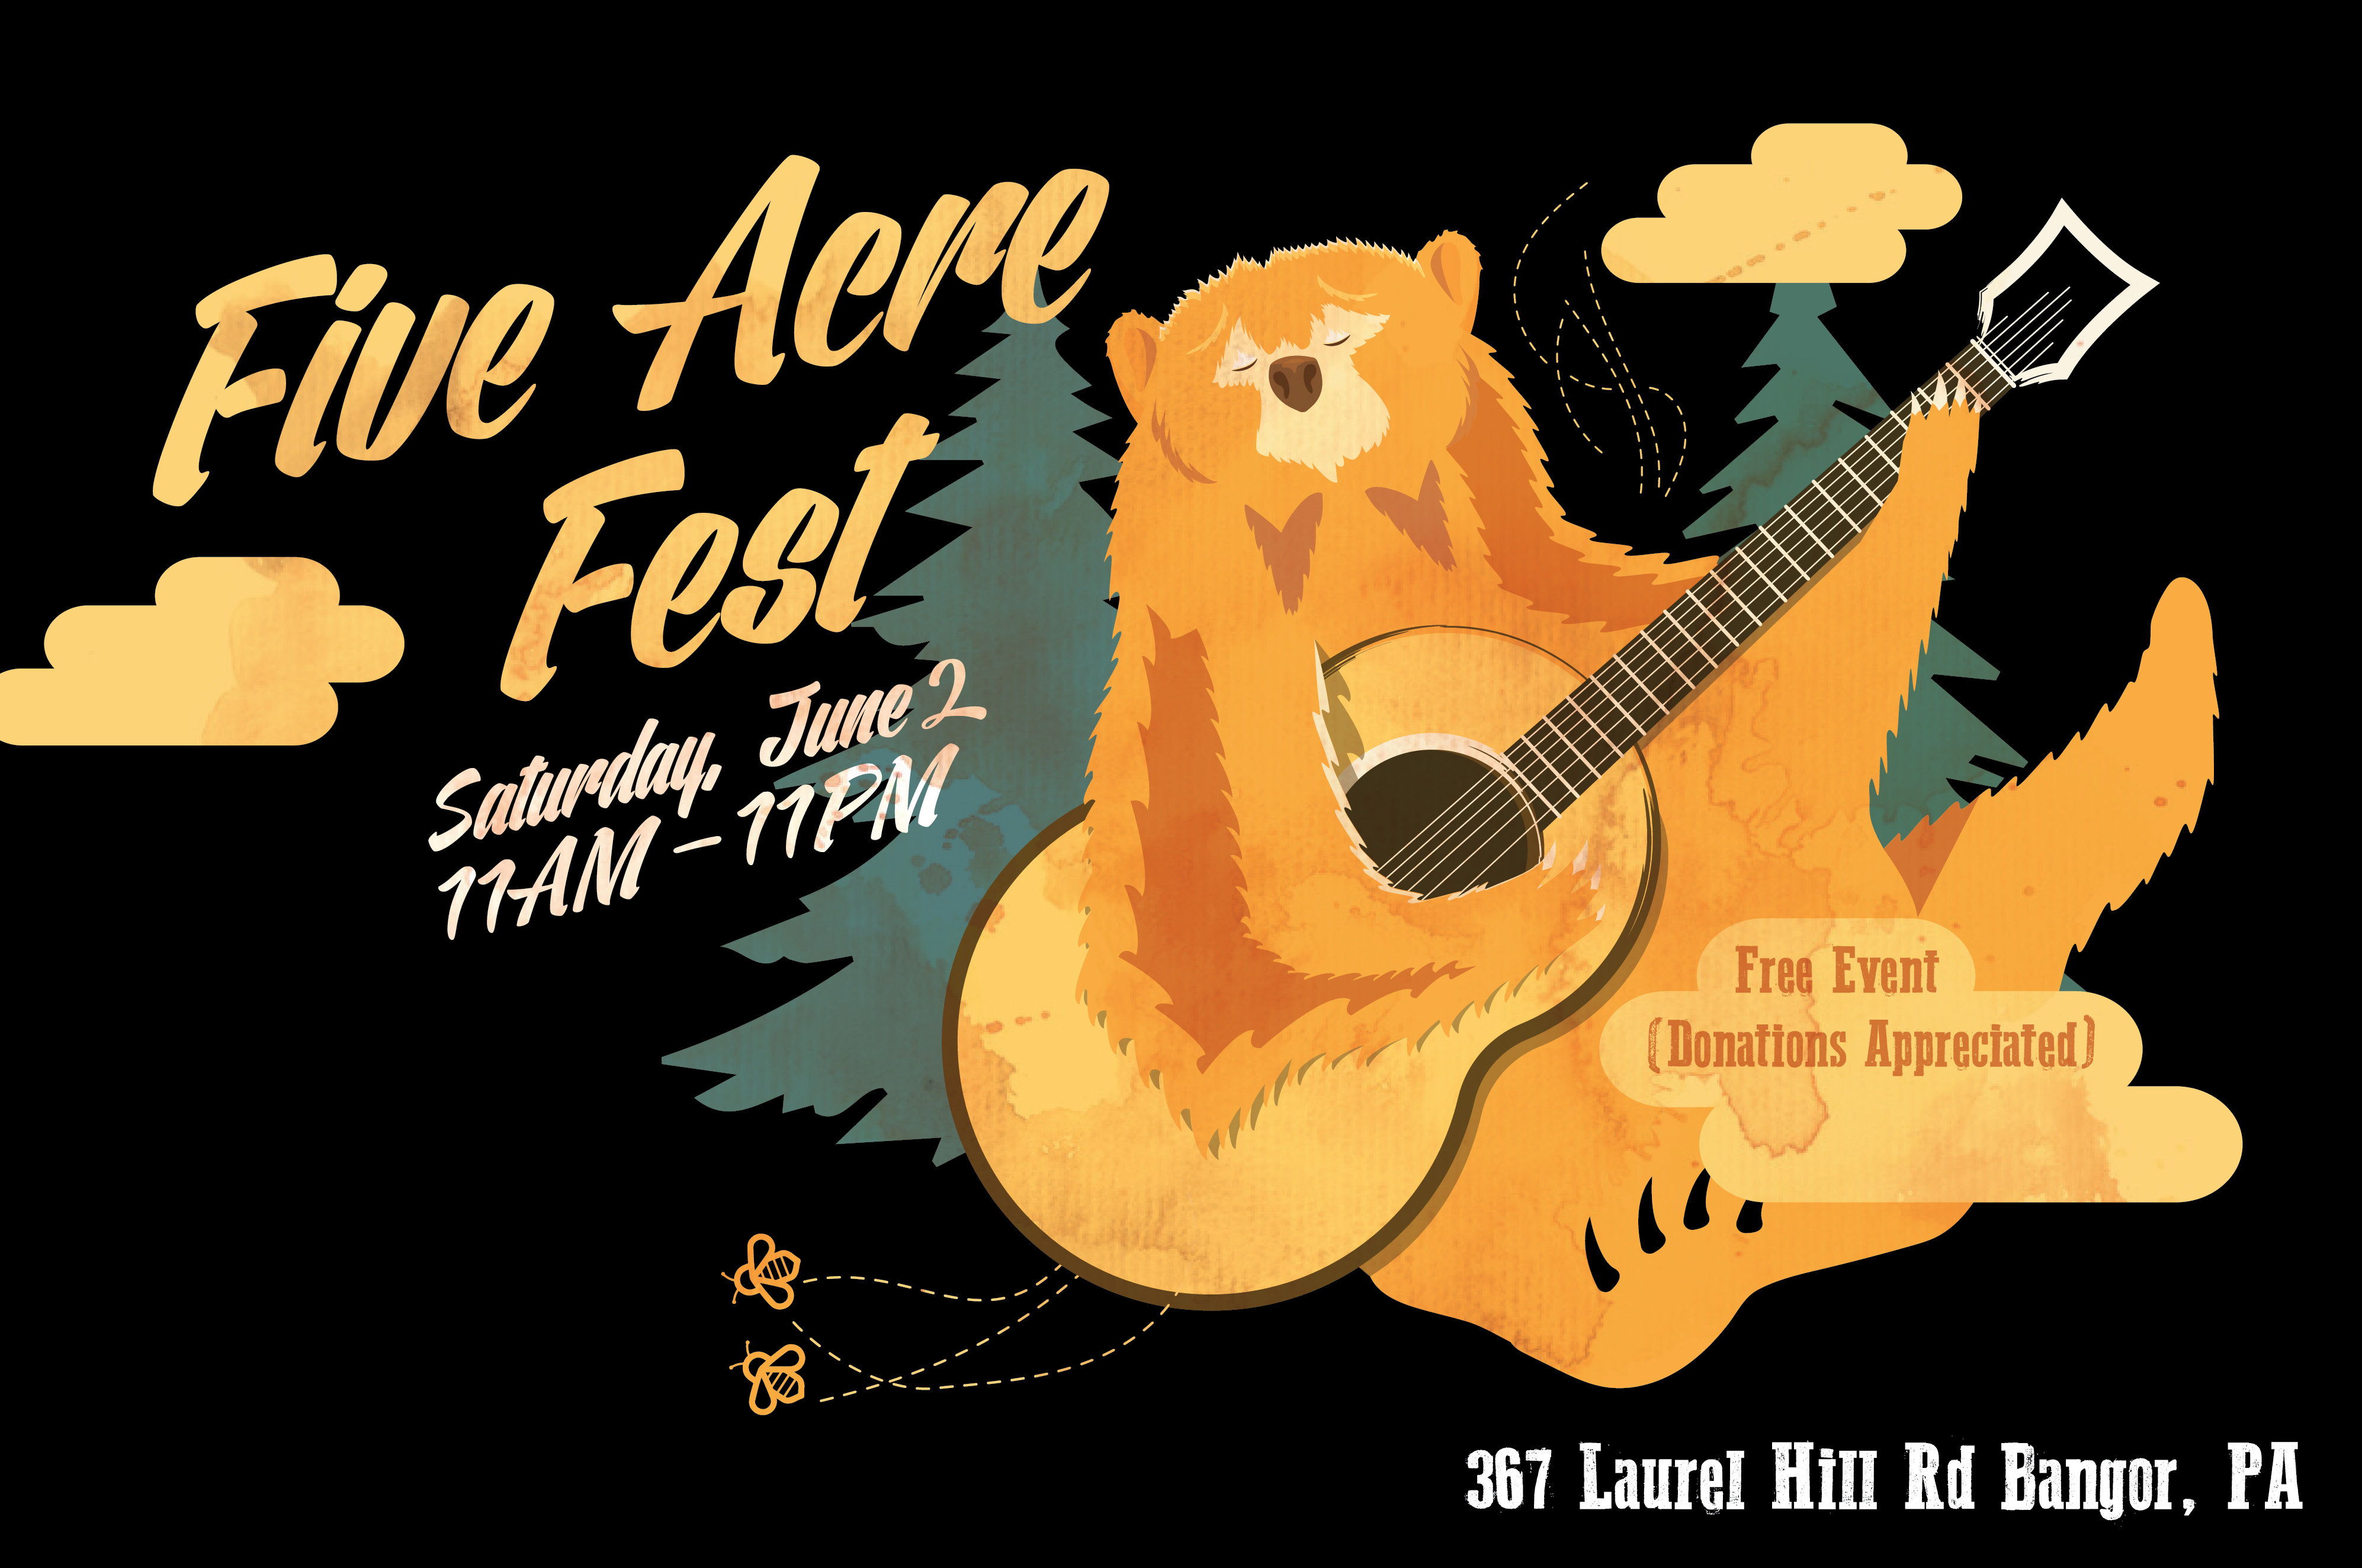 Five Acre
Fest
Saturday, June 2
11AM – 11PM
Free Event
(Donations Appreciated)
367 Laurel Hill Rd Bangor, PA